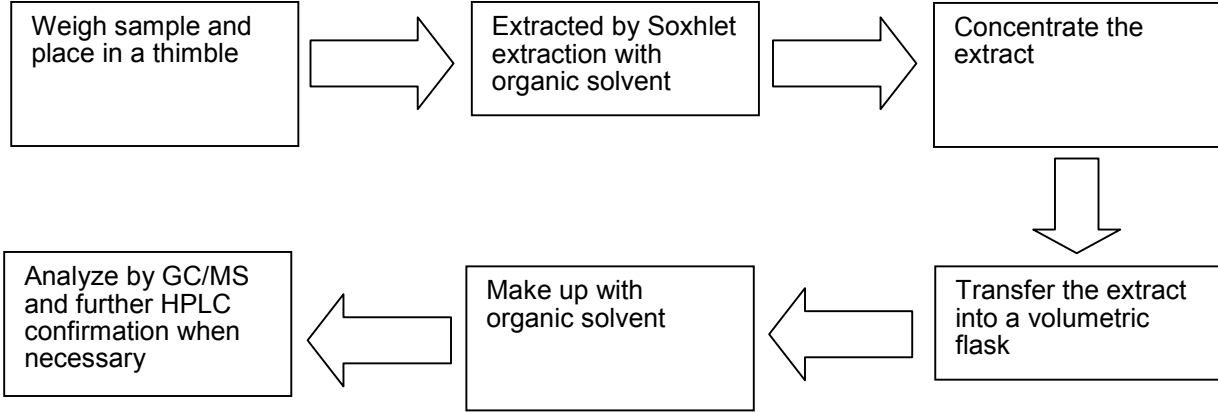 Weigh sample and
place in a thimble
Extracted by Soxhlet
extraction with
organic solvent
Concentrate the
extract
Transfer the extract
into a volumetric
flask
Make up with
organic solvent
Analyze by GC/MS
and further HPLC
confirmation when
necessary